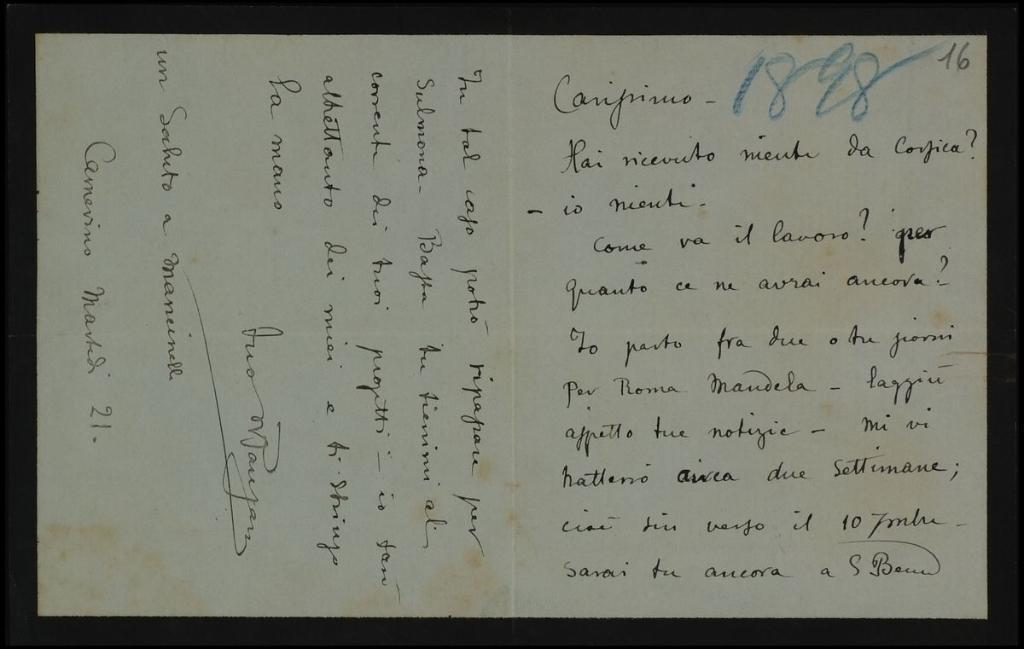 16
1898
Carissimo -
Hai ricevuto niente da Corsica?
io niente.
Come va il lavoro? per
quanto ce ne avrai ancora?
Io parto fra due o tre giorni
per Roma Mandela - laggiù
aspetto tue notizie - Mi vi
tratterrò circa due settimane;
cioè sin verso il 10 7mbre -
sarai tu ancora a S Bened
In tal caso potrò ripassare per
Sulmona - Basta tu tienimi al
corrente dei tuoi progetti - io farò
altrettanto dei miei e ti stringo
la mano
tuo
un saluto a Mancinelli
Camerino Martedì 21.